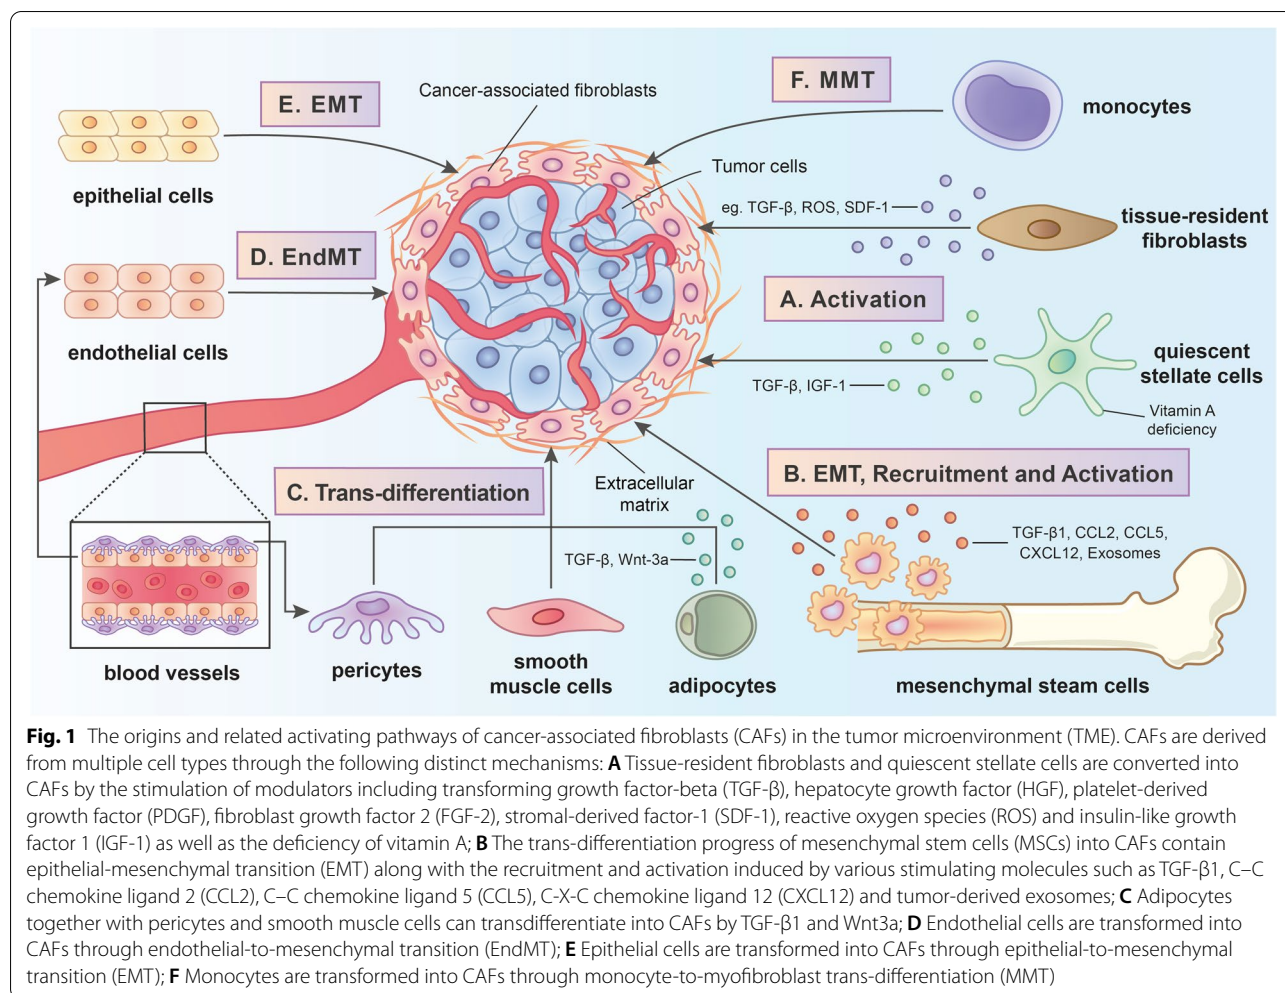 E. EMT
Cancer-associated fibroblasts
F. MMT
monocytes
epithelial cells
Tumor cells
eg. TGF-β, ROS, SDF-1
tissue-resident
fibroblasts
D. EndMT
A. Activation
endothelial cells
quiescent
stellate cells
TGF-β, IGF-1
Vitamin A
deficiency
B. EMT, Recruitment and Activation
C. Trans-differentiation
Extracellular
matrix
TGF-β1, CCL2, CCL5,
CXCL12, Exosomes
TGF-β, Wnt-3a
blood vessels
pericytes
smooth
muscle cells
adipocytes
mesenchymal steam cells
Fig. 1 The origins and related activating pathways of cancer-associated fibroblasts (CAFs) in the tumor microenvironment (TME). CAFs are derived
from multiple cell types through the following distinct mechanisms: A Tissue-resident fibroblasts and quiescent stellate cells are converted into
CAFs by the stimulation of modulators including transforming growth factor-beta (TGF-β), hepatocyte growth factor (HGF), platelet-derived
growth factor (PDGF), fibroblast growth factor 2 (FGF-2), stromal-derived factor-1 (SDF-1), reactive oxygen species (ROS) and insulin-like growth
factor 1 (IGF-1) as well as the deficiency of vitamin A; B The trans-differentiation progress of mesenchymal stem cells (MSCs) into CAFs contain
epithelial-mesenchymal transition (EMT) along with the recruitment and activation induced by various stimulating molecules such as TGF-β1, C–C
chemokine ligand 2 (CCL2), C–C chemokine ligand 5 (CCL5), C-X-C chemokine ligand 12 (CXCL12) and tumor-derived exosomes; C Adipocytes
together with pericytes and smooth muscle cells can transdifferentiate into CAFs by TGF-β1 and Wnt3a; D Endothelial cells are transformed into
CAFs through endothelial-to-mesenchymal transition (EndMT); E Epithelial cells are transformed into CAFs through epithelial-to-mesenchymal
transition (EMT); F Monocytes are transformed into CAFs through monocyte-to-myofibroblast trans-differentiation (MMT)